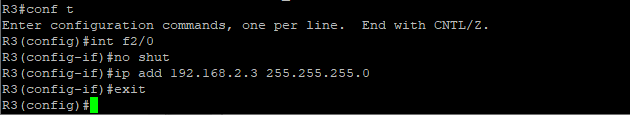 R3#conf t
Enter configuration commands, one per line.  End with CNTL/Z.
R3(config)#int f2/0
R3(config-if)#no shut
R3(config-if)#ip add 192.168.2.3 255.255.255.0
R3(config-if)#exit
R3(config)#